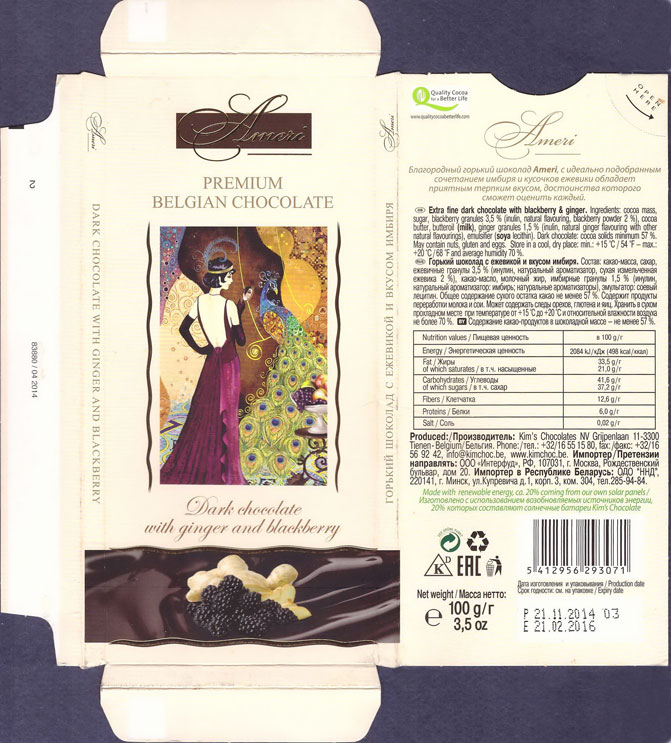 Ameri
DARK CHOCOLATE WITH GINGER AND BLACKBERRY
2
83880 / 04 2014
Ameri
PREMIUM
BELGIAN CHOCOLATE
Dark chocolate
with ginger and blackberry
Ameri
ГОРЬКИЙ ШОКОЛАД С ЕЖЕВИКОЙ И ВКУСОМ ИМБИРЯ
Quality Cocoa
for a Better Life
www.qualitycocoabetterlife.com
OPEN
HERE
Ameri
Благородный горький шоколад Ameri, с идеально подобранным
сочетанием имбиря и кусочков ежевики обладает
приятным терпким вкусом, достоинства которого
сможет оценить каждый.
Extra fine dark chocolate with blackberry & ginger. Ingredients: cocoa mass,
sugar, blackberry granules 3,5 % (inulin, natural flavouring, blackberry powder 2 %), cocoa
butter, butteroil (milk), ginger granules 1,5 % (inulin, natural ginger flavouring with other
natural flavourings), emulsifier (soya lecithin). Dark chocolate: cocoa solids minimum 57 %.
May contain nuts, gluten and eggs. Store in a cool, dry place: min.: +15 °C / 54 °F – max.:
+20 °C / 68 °F and average humidity 70 %.
Горький шоколад с ежевикой и вкусом имбиря. Состав: какао-масса, сахар,
ежевичные гранулы 3,5 % (инулин, натуральный ароматизатор, сухая измельченная
ежевика 2 %), какао-масло, молочный жир, имбирные гранулы 1,5 % (инулин,
натуральный ароматизатор: имбирь; натуральные ароматизаторы), эмульгатор: соевый
лецитин. Общее содержание сухого остатка какао не менее 57 %. Содержит продукты
переработки молока и сои. Может содержать следы орехов, глютена и яиц. Хранить в сухом
прохладном месте при температуре от +15 °C до +20 °C и относительной влажности воздуха
не более 70 %. BY Содержание какао-продуктов в шоколадной массе – не менее 57 %.
Nutrition values / Пищевая ценность в 100 g/г
Energy / Энергетическая ценность 2084 kJ/кДж (498 kcal/ккал)
Fat / Жиры 33,5 g/г
of which saturates / в т.ч. насыщенные 21,0 g/г
Carbohydrates / Углеводы 41,6 g/г
of which sugars / в т.ч. сахар 37,2 g/г
Fibers / Клетчатка 12,6 g/г
Proteins / Белки 6,0 g/г
Salt / Соль 0,02 g/г
Produced:/Производитель: Kim's Chocolates NV Grijpenlaan 11-3300
Tienen - Belgium/Бельгия. Phone:/тел.: +32/16 55 15 80, fax: /факс: +32/16
56 92 42, info@kimchoc.be, www.kimchoc.be. Импортер/Претензии
направлять: ООО «Интерфуд», РФ, 107031, г. Москва, Рождественский
бульвар, дом 20. Импортер в Республике Беларусь: ОДО "ННД",
220141, г. Минск, ул.Купревича д.1, корп. 3, ком. 304, тел.285-94-84.
Made with renewable energy, ca. 20% coming from our own solar panels /
Изготовлено с использованием возобновляемых источников энергии,
20% которых составляют солнечные батареи Kim's Chocolate
K D
EAC
5 412956 293071
Net weight / Масса нетто:
e 100 g/г
3,5 oz
Дата изготовления и упаковывания / Production date
Срок годности: см. на упаковке / Expiry date
P 21.11.2014 03
E 21.02.2016